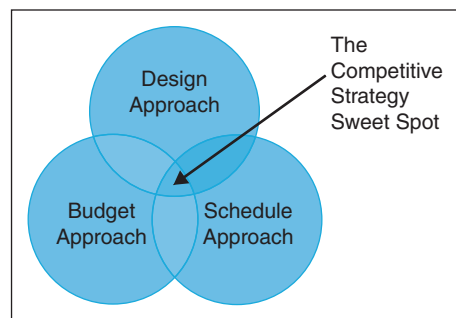 Design
Approach
The
Competitive
Strategy
Sweet Spot
Budget
Approach
Schedule
Approach